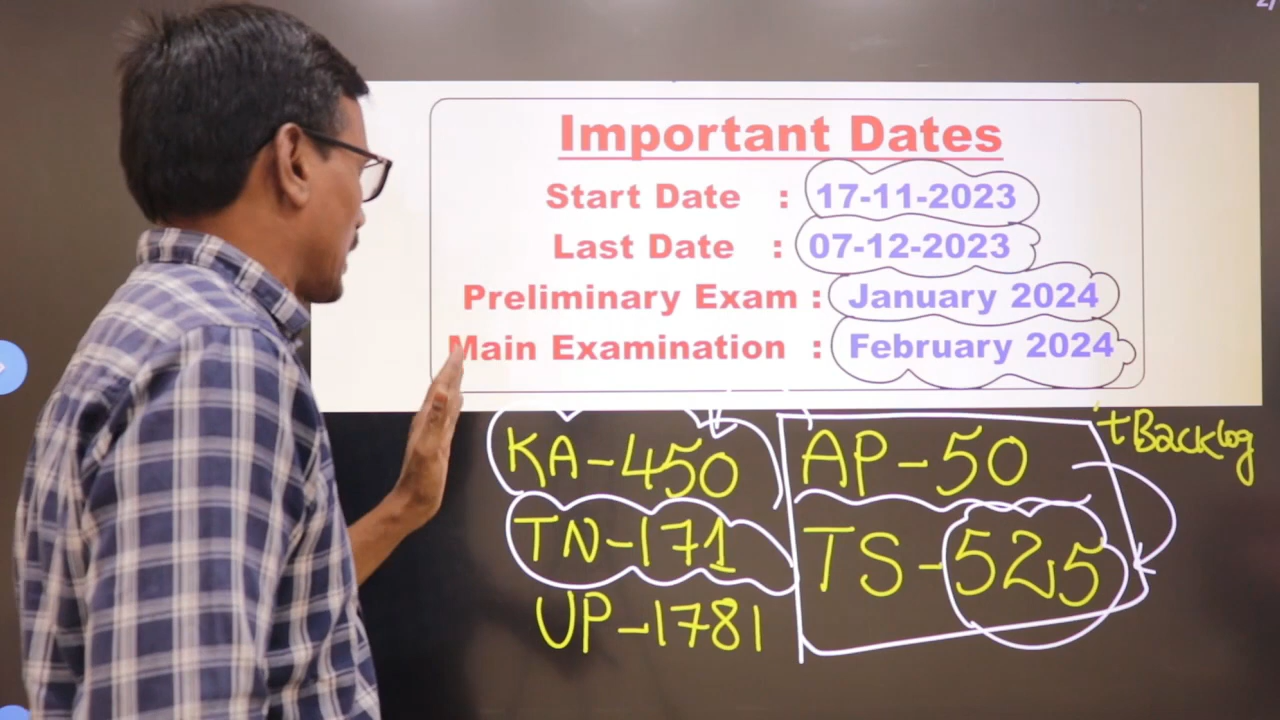 Important Dates
Start Date : 17-11-2023
Last Date : 07-12-2023
Preliminary Exam : January 2024
Main Examination : February 2024
KA-450
TN-171
UP-1781
AP-50
TS-525
+Backlog